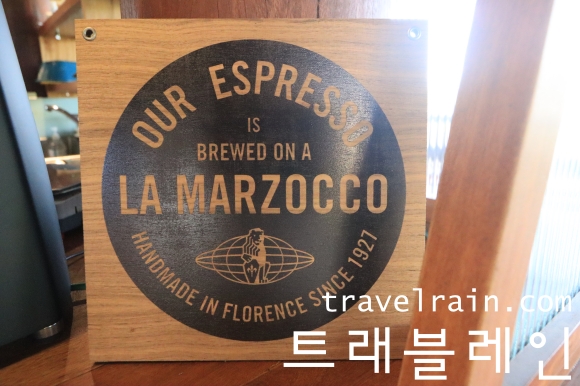 OUR ESPRESSO
IS
BREWED ON A
LA MARZOCCO
HANDMADE IN FLORENCE SINCE 1927
travelrain.com
트래블레인